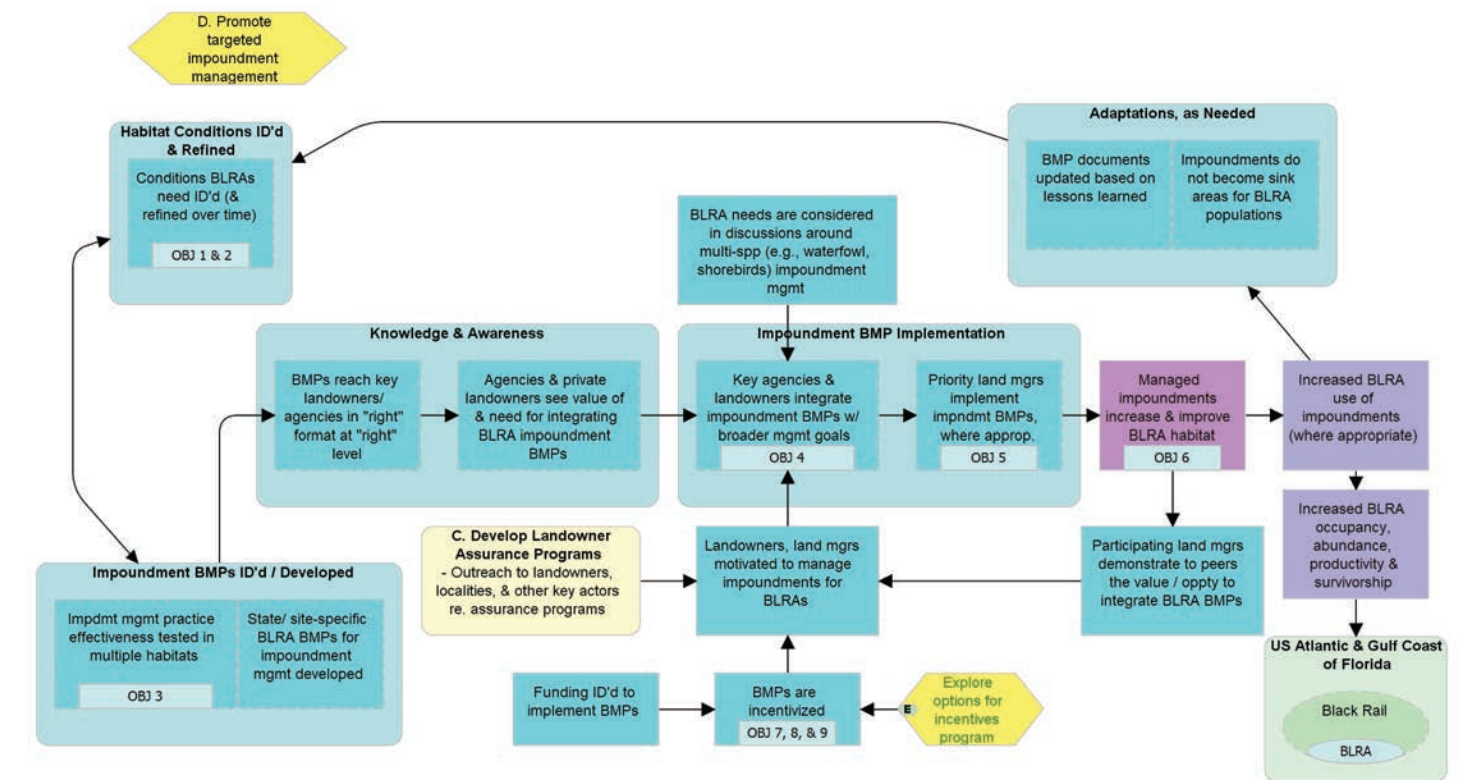 D. Promote
targeted
impoundment
management
Habitat Conditions ID'd
& Refined
Conditions BLRAs
need ID'd (&
refined over time)
OBJ 1 & 2
Adaptations, as Needed
BMP documents
updated based on
lessons learned
Impoundments do
not become sink
areas for BLRA
populations
BLRA needs are considered
in discussions around
multi-spp (e.g., waterfowl,
shorebirds) impoundment
mgmt
Knowledge & Awareness
BMPs reach key
landowners/
agencies in "right"
format at "right"
level
Agencies & private
landowners see value of
& need for integrating
BLRA impoundment
BMPs
Impoundment BMP Implementation
Key agencies &
landowners integrate
impoundment BMPs w/
broader mgmt goals
OBJ 4
Priority land mgrs
implement
impndmt BMPs,
where approp.
OBJ 5
Managed
impoundments
increase & improve
BLRA habitat
OBJ 6
Increased BLRA
use of
impoundments
(where appropriate)
Increased BLRA
occupancy,
abundance,
productivity &
survivorship
C. Develop Landowner
Assurance Programs
- Outreach to landowners,
localities, & other key actors
re. assurance programs
Landowners, land mgrs
motivated to manage
impoundments for
BLRAs
Participating land mgrs
demonstrate to peers
the value / oppty to
integrate BLRA BMPs
Impoundment BMPs ID'd / Developed
Impdmt mgmt practice
effectiveness tested in
multiple habitats
OBJ 3
State/ site-specific
BLRA BMPs for
impoundment
mgmt developed
Funding ID'd to
implement BMPs
BMPs are
incentivized
OBJ 7, 8, & 9
E
Explore
options for
incentives
program
US Atlantic & Gulf Coast
of Florida
Black Rail
BLRA